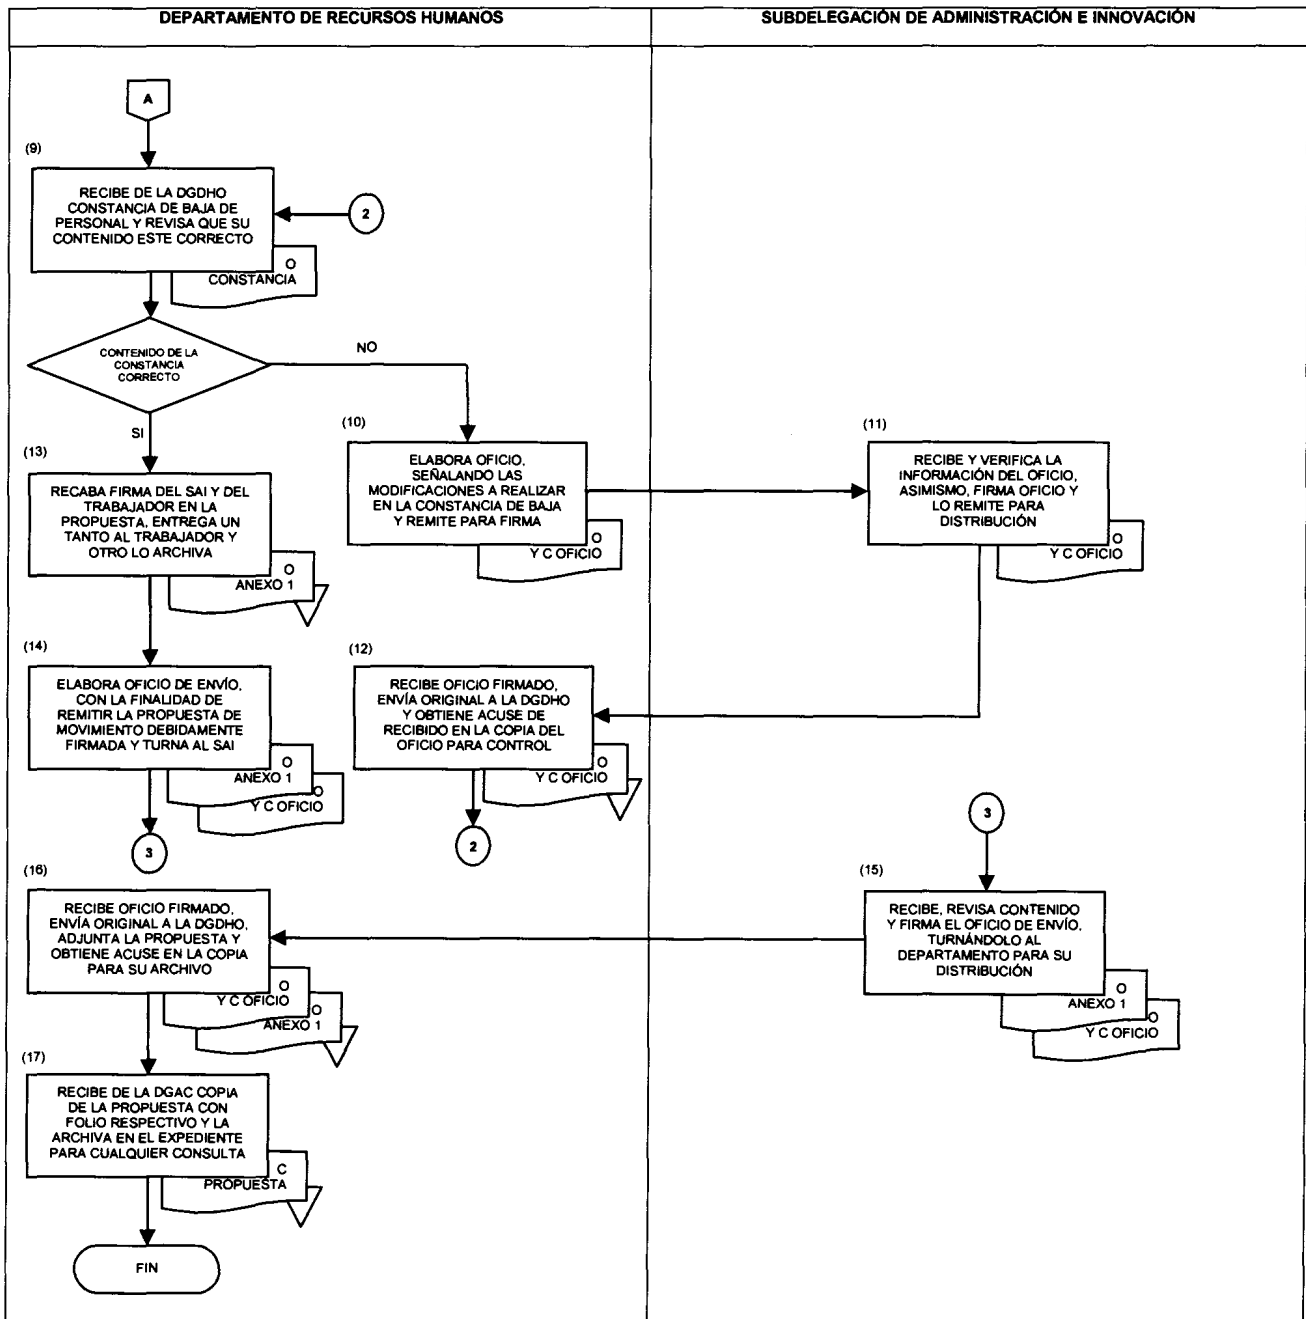 DEPARTAMENTO DE RECURSOS HUMANOS
SUBDELEGACIÓN DE ADMINISTRACIÓN E INNOVACIÓN
A
(9)
RECIBE DE LA DGDHO
CONSTANCIA DE BAJA DE
PERSONAL Y REVISA QUE SU
CONTENIDO ESTE CORRECTO
2
O
CONSTANCIA
CONTENIDO DE LA
CONSTANCIA
CORRECTO
NO
SI
(10)
ELABORA OFICIO,
SEÑALANDO LAS
MODIFICACIONES A REALIZAR
EN LA CONSTANCIA DE BAJA
Y REMITE PARA FIRMA
O
Y C OFICIO
(11)
RECIBE Y VERIFICA LA
INFORMACIÓN DEL OFICIO,
ASIMISMO, FIRMA OFICIO Y
LO REMITE PARA
DISTRIBUCIÓN
O
Y C OFICIO
(13)
RECABA FIRMA DEL SAI Y DEL
TRABAJADOR EN LA
PROPUESTA, ENTREGA UN
TANTO AL TRABAJADOR Y
OTRO LO ARCHIVA
O
ANEXO 1
(14)
ELABORA OFICIO DE ENVÍO,
CON LA FINALIDAD DE
REMITIR LA PROPUESTA DE
MOVIMIENTO DEBIDAMENTE
FIRMADA Y TURNA AL SAI
O
ANEXO 1
O
Y C OFICIO
3
(12)
RECIBE OFICIO FIRMADO,
ENVÍA ORIGINAL A LA DGDHO
Y OBTIENE ACUSE DE
RECIBIDO EN LA COPIA DEL
OFICIO PARA CONTROL
O
Y C OFICIO
2
3
(15)
RECIBE, REVISA CONTENIDO
Y FIRMA EL OFICIO DE ENVÍO,
TURNÁNDOLO AL
DEPARTAMENTO PARA SU
DISTRIBUCIÓN
O
ANEXO 1
O
Y C OFICIO
(16)
RECIBE OFICIO FIRMADO,
ENVÍA ORIGINAL A LA DGDHO,
ADJUNTA LA PROPUESTA Y
OBTIENE ACUSE EN LA COPIA
PARA SU ARCHIVO
O
Y C OFICIO
O
ANEXO 1
(17)
RECIBE DE LA DGAC COPIA
DE LA PROPUESTA CON
FOLIO RESPECTIVO Y LA
ARCHIVA EN EL EXPEDIENTE
PARA CUALQUIER CONSULTA
C
PROPUESTA
FIN